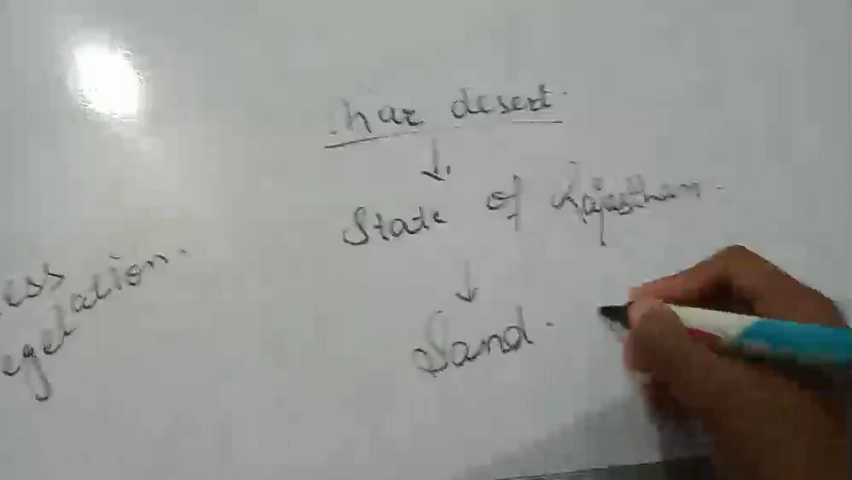 .har desert.
State of Rajasthan.
Sand.
ess
egetation.